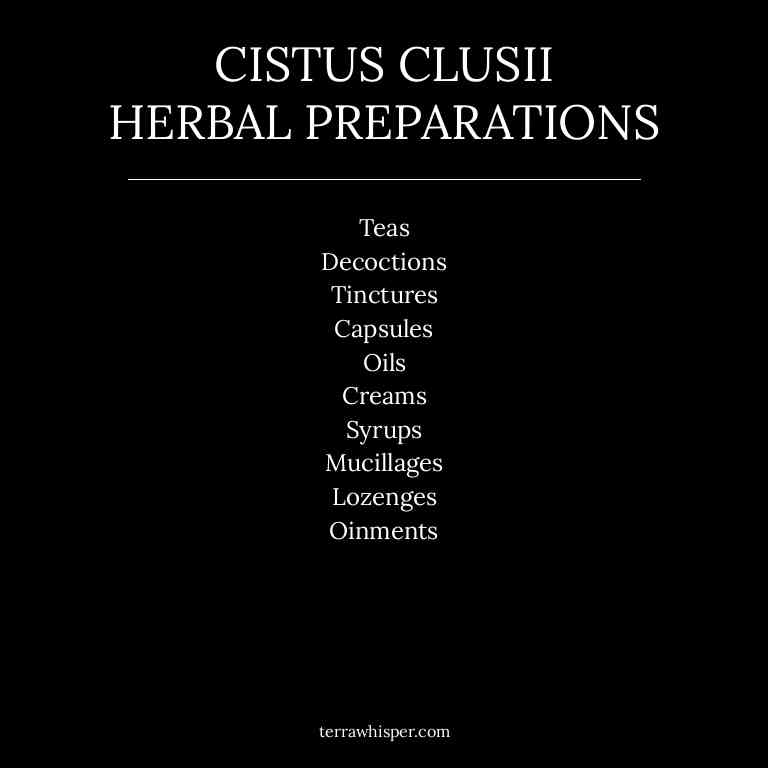 CISTUS CLUSII
HERBAL PREPARATIONS
Teas
Decoctions
Tinctures
Capsules
Oils
Creams
Syrups
Mucillages
Lozenges
Oinments
terrawhisper.com